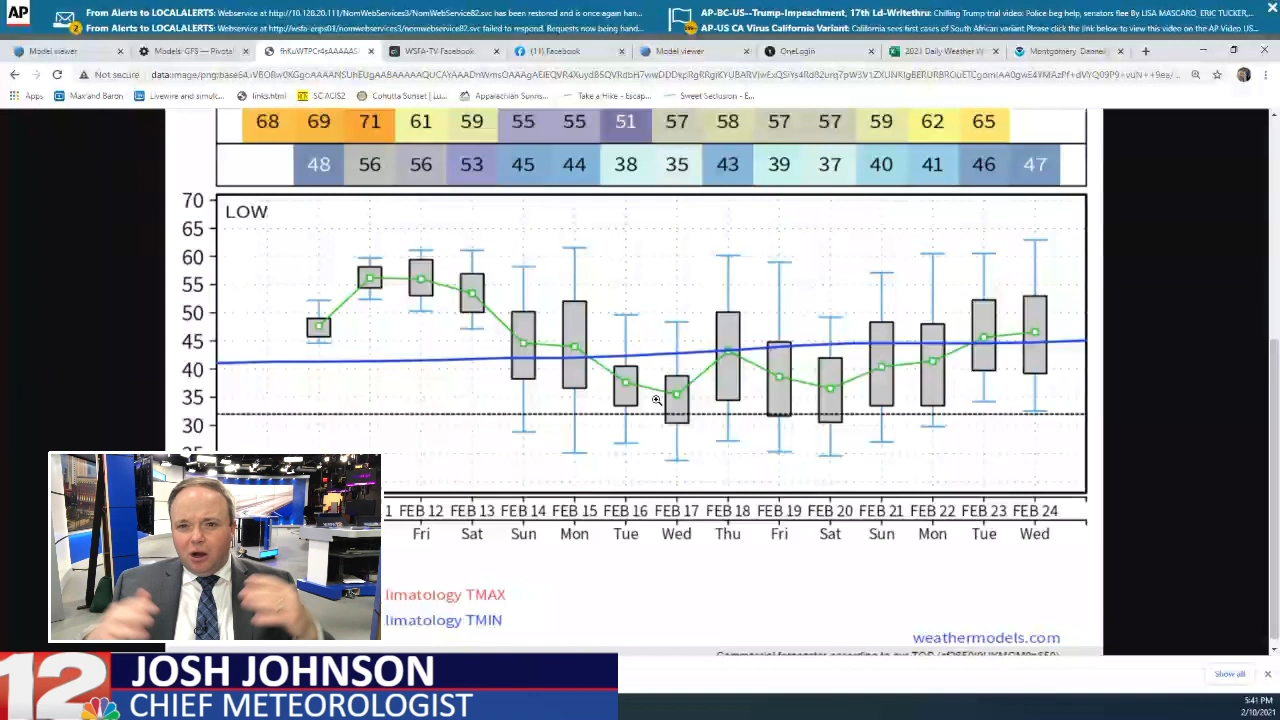 AP
From Alerts to LOCALALERTS: Webservice at http://10.128.20.111/NomWebServices3/NomWebService82.svc has been restored and is once again han...
AP-BC-US--Trump-Impeachment, 17th Ld-Writethru: Chilling Trump trial video: Police beg help, senators flee By LISA MASCARO, ERIC TUCKER,...
From Alerts to LOCALALERTS: Webservice at http://wsfa-enps01/nomwebservices3/nomwebservice82.svc failed to respond. Requests now being hand...
AP-US CA Virus California Variant: California sees first cases of South African variant Please click the link below to view this video on the AP Video US...
Model viewer
Models: GFS — Pivotal
WSFA-TV-Facebook
(11) Facebook
Model viewer
OneLogin
2021 Daily Weather W
Montgomery, Dannel
Not secure
Apps
Max and Baron
Livewire and simulc...
links.html
SC ACIS2
Cohutta Sunset | Lu...
Appalachian Sunris...
Take a Hike - Escap...
Sweet Seclusion - E...
68 69 71 61 59 55 55 51 57 58 57 57 59 62 65
48 56 56 53 45 44 38 35 43 39 37 40 41 46 47
LOW
70
65
60
55
50
45
40
35
30
1 FEB 12 FEB 13 FEB 14 FEB 15 FEB 16 FEB 17 FEB 18 FEB 19 FEB 20 FEB 21 FEB 22 FEB 23 FEB 24
Fri Sat Sun Mon Tue Wed Thu Fri Sat Sun Mon Tue Wed
limatology TMAX
limatology TMIN
weathermodels.com
12
JOSH JOHNSON
CHIEF METEOROLOGIST
Show all
5:41 PM
2/10/2021